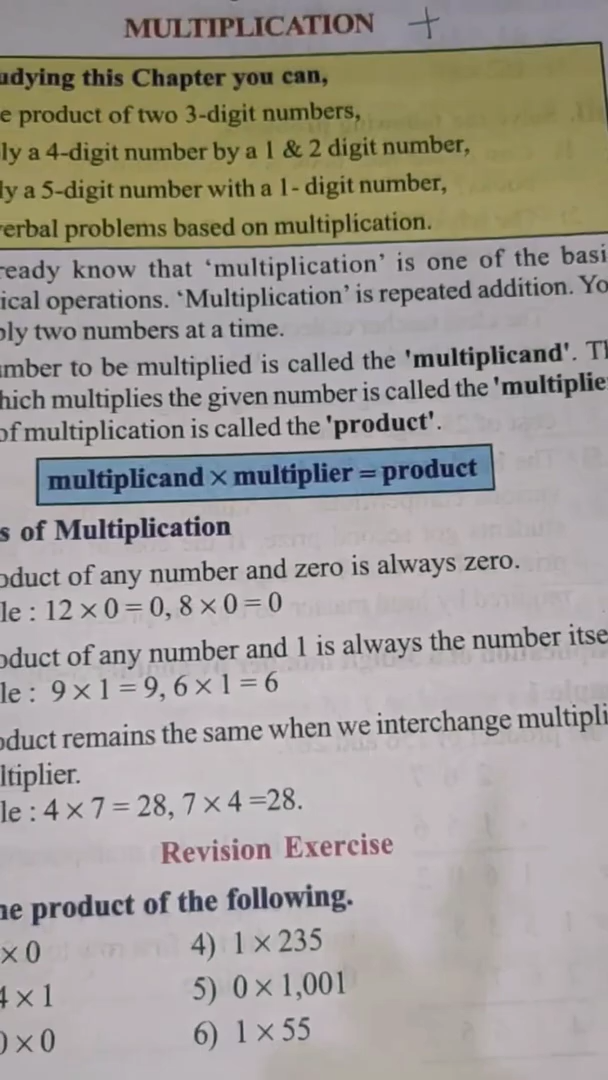 MULTIPLICATION +
udying this Chapter you can,
e product of two 3-digit numbers,
ly a 4-digit number by a 1 & 2 digit number,
ly a 5-digit number with a 1- digit number,
verbal problems based on multiplication.
ready know that ‘multiplication’ is one of the basi
ical operations. ‘Multiplication’ is repeated addition. Yo
ply two numbers at a time.
umber to be multiplied is called the 'multiplicand'. Th
hich multiplies the given number is called the 'multiplie
of multiplication is called the 'product'.
multiplicand × multiplier = product
s of Multiplication
oduct of any number and zero is always zero.
le : 12 × 0 = 0, 8 × 0 = 0
oduct of any number and 1 is always the number itse
le : 9 × 1 = 9, 6 × 1 = 6
oduct remains the same when we interchange multipli
ltiplier.
le : 4 × 7 = 28, 7 × 4 =28.
Revision Exercise
he product of the following.
× 0 4) 1 × 235
4 × 1 5) 0 × 1,001
0 × 0 6) 1 × 55